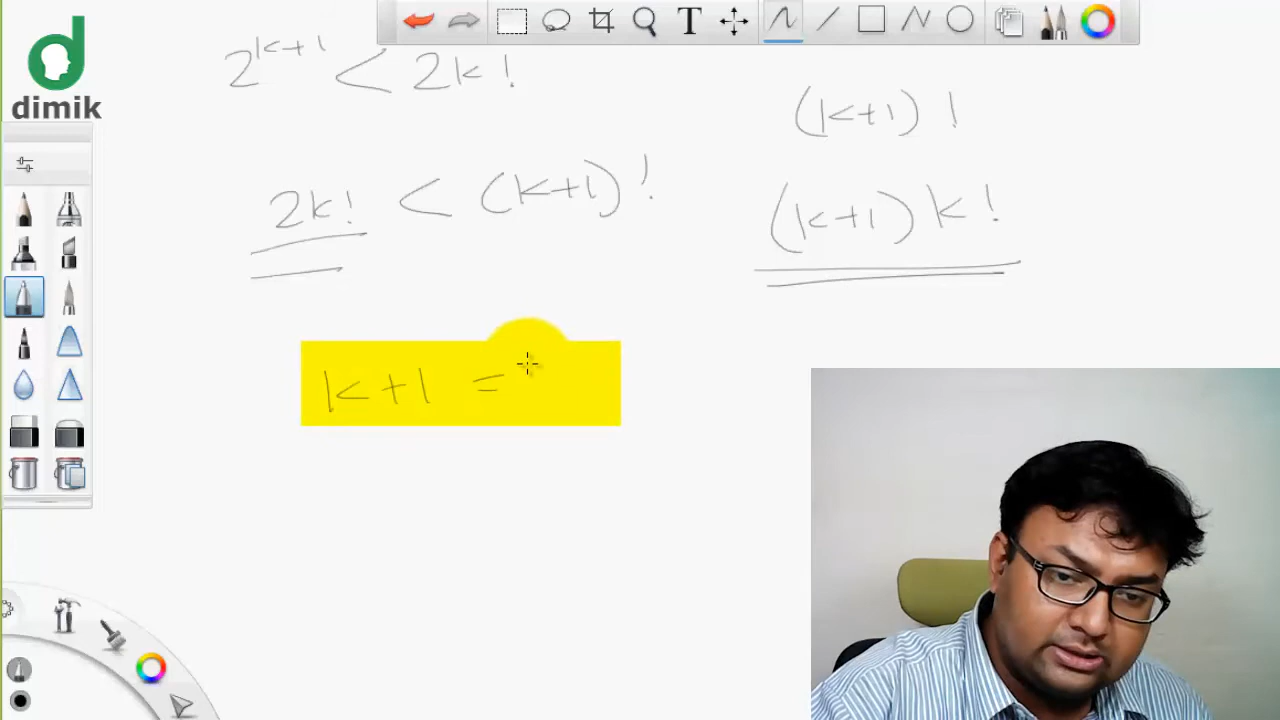 dimik
T
2^{k+1} < 2k!
(k+1)!
2k! < (k+1)!
(k+1)k!
k+1 =